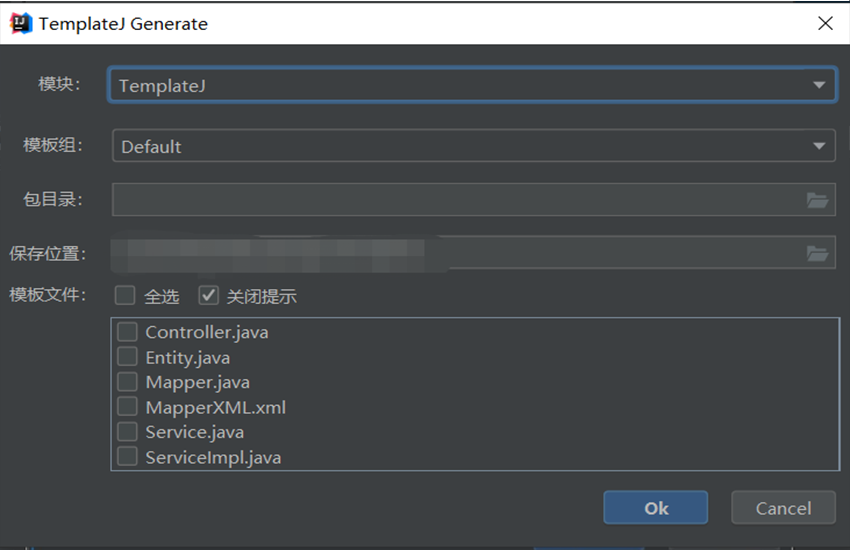 TemplateJ Generate
模块： TemplateJ
模板组： Default
包目录：
保存位置：
模板文件： 全选 关闭提示
Controller.java
Entity.java
Mapper.java
MapperXML.xml
Service.java
ServiceImpl.java
Ok Cancel